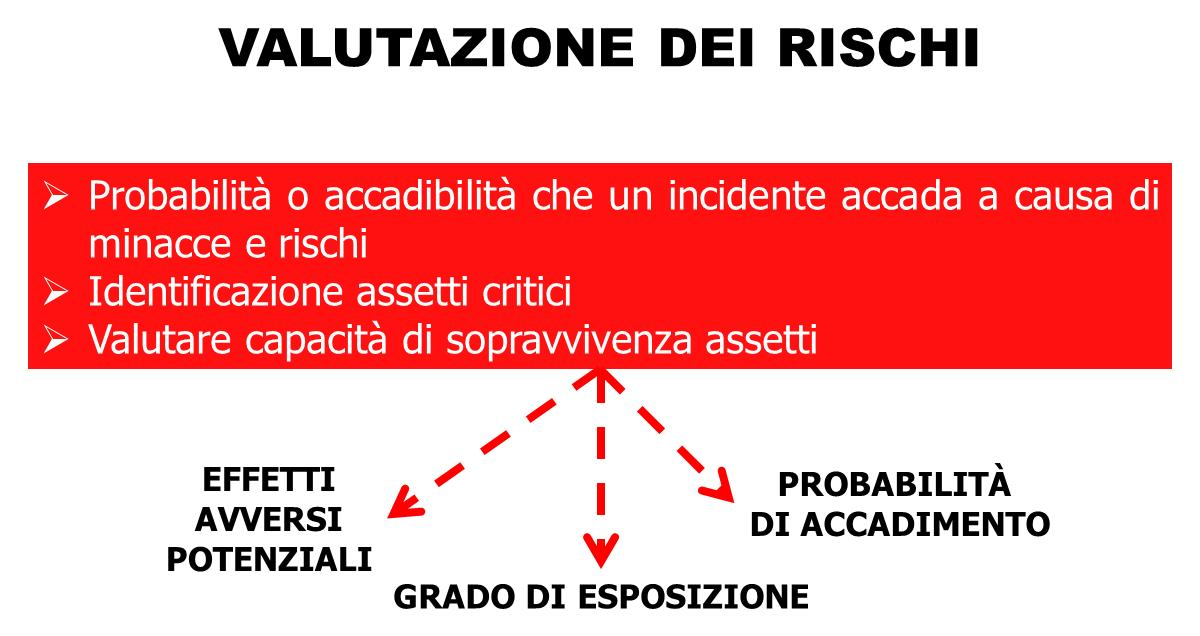 VALUTAZIONE DEI RISCHI
➢ Probabilità o accadibilità che un incidente accada a causa di
minacce e rischi
➢ Identificazione assetti critici
➢ Valutare capacità di sopravvivenza assetti
EFFETTI
AVVERSI
POTENZIALI
GRADO DI ESPOSIZIONE
PROBABILITÀ
DI ACCADIMENTO